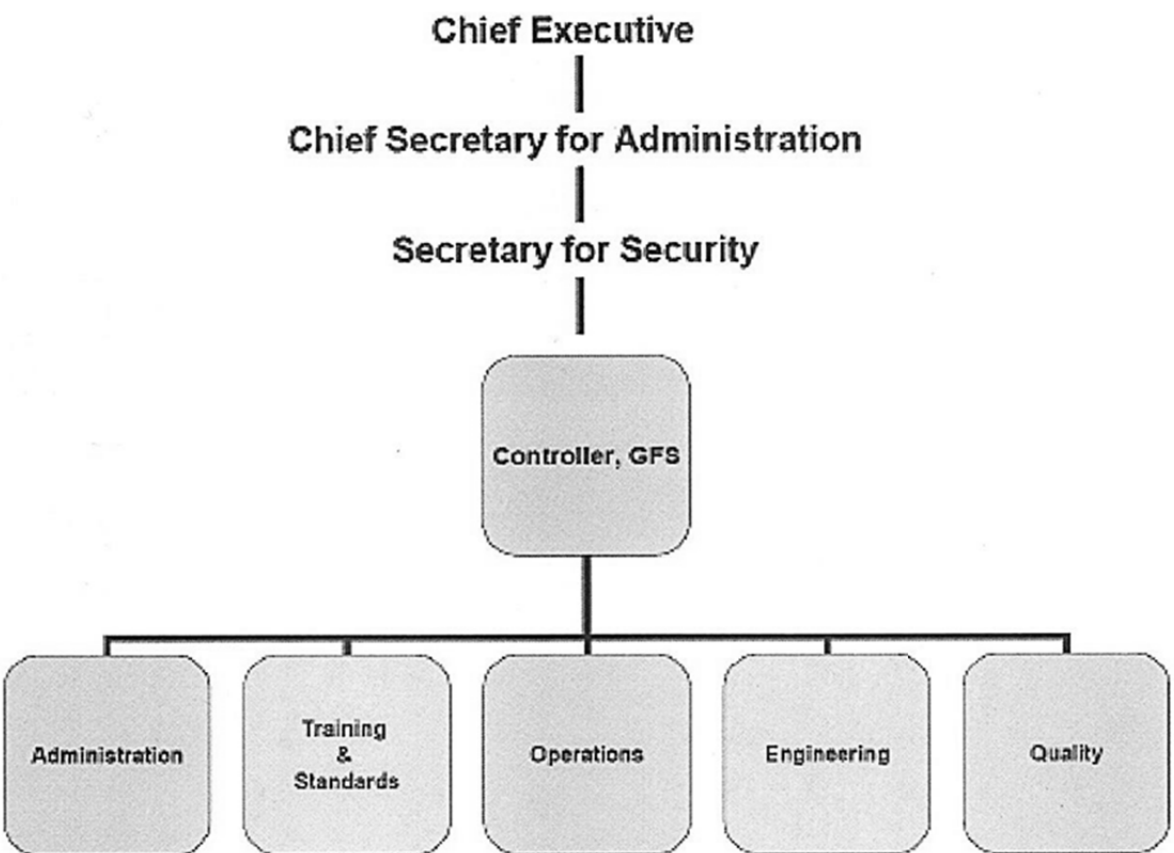 Chief Executive
Chief Secretary for Administration
Secretary for Security
Controller, GFS
Administration
Training
&
Standards
Operations
Engineering
Quality